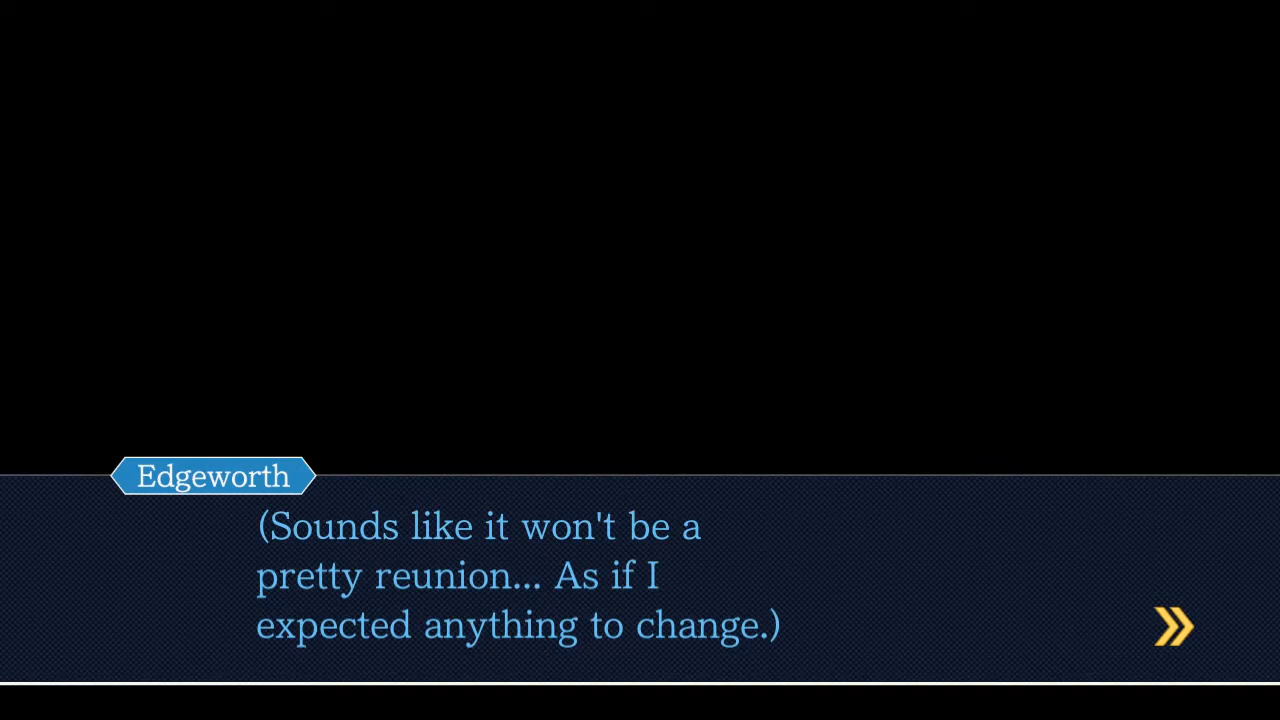 Edgeworth
(Sounds like it won't be a
pretty reunion... As if I
expected anything to change.)